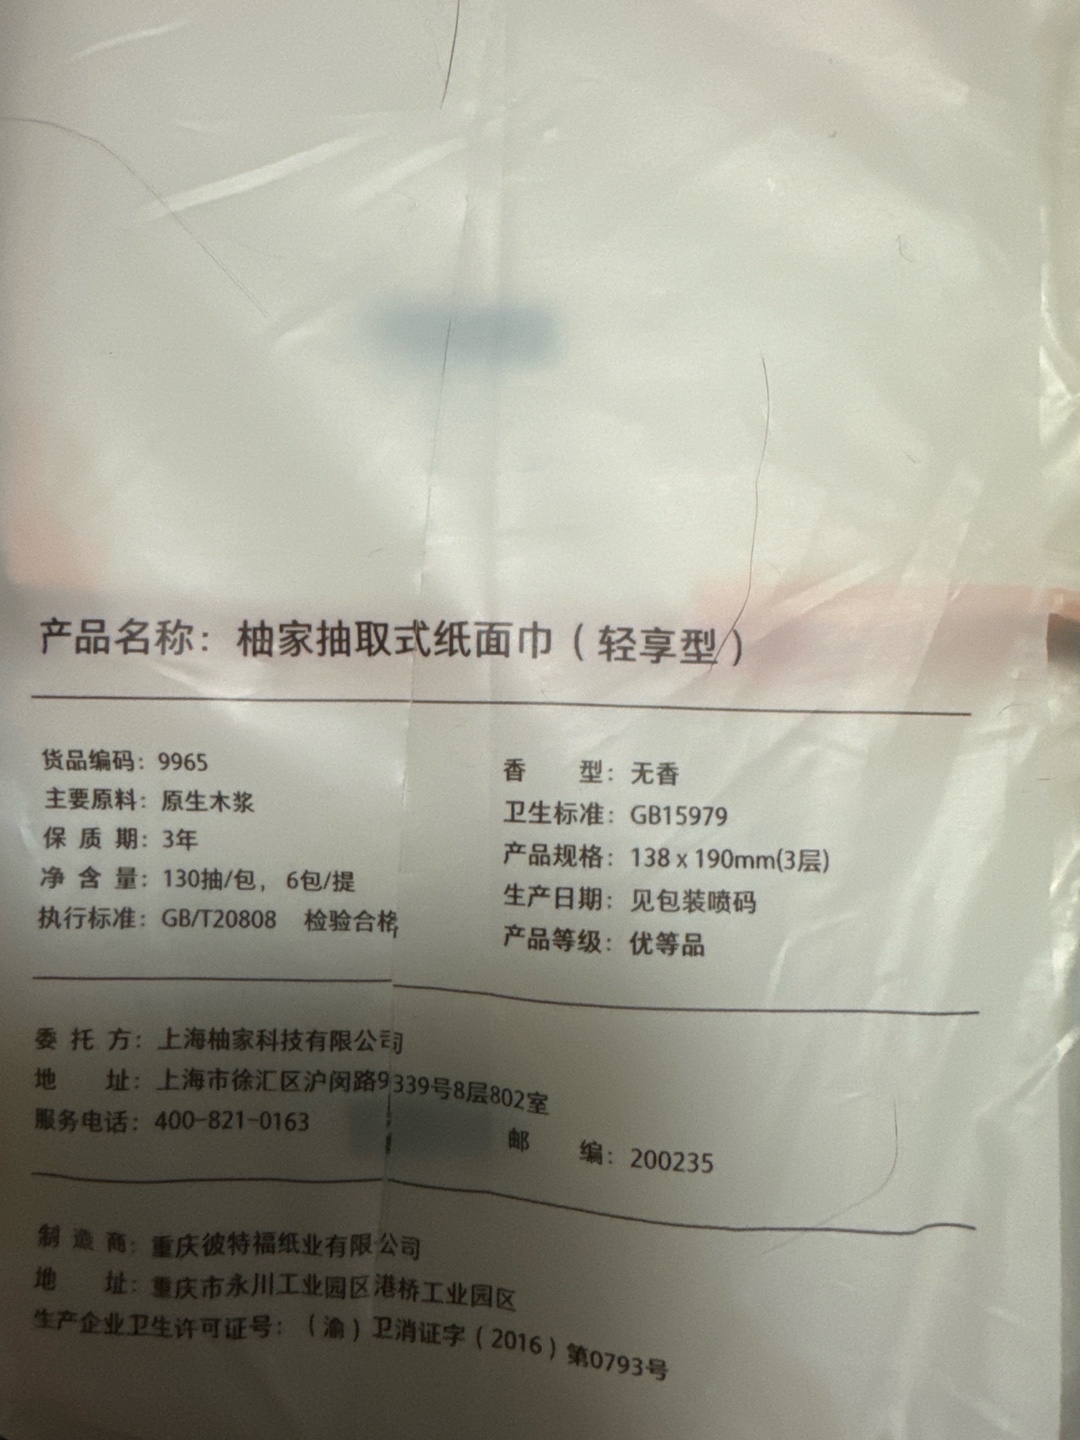 产品名称：柚家抽取式纸面巾（轻享型）
货品编码：9965
主要原料：原生木浆
保质期：3年
净含量：130抽/包，6包/提
执行标准：GB/T20808 检验合格
香型：无香
卫生标准：GB15979
产品规格：138 x 190mm(3层)
生产日期：见包装喷码
产品等级：优等品
委托方：上海柚家科技有限公司
地址：上海市徐汇区沪闵路9339号8层802室
服务电话：400-821-0163
邮编：200235
制造商：重庆彼特福纸业有限公司
地址：重庆市永川工业园区港桥工业园区
生产企业卫生许可证号：（渝）卫消证字（2016）第0793号